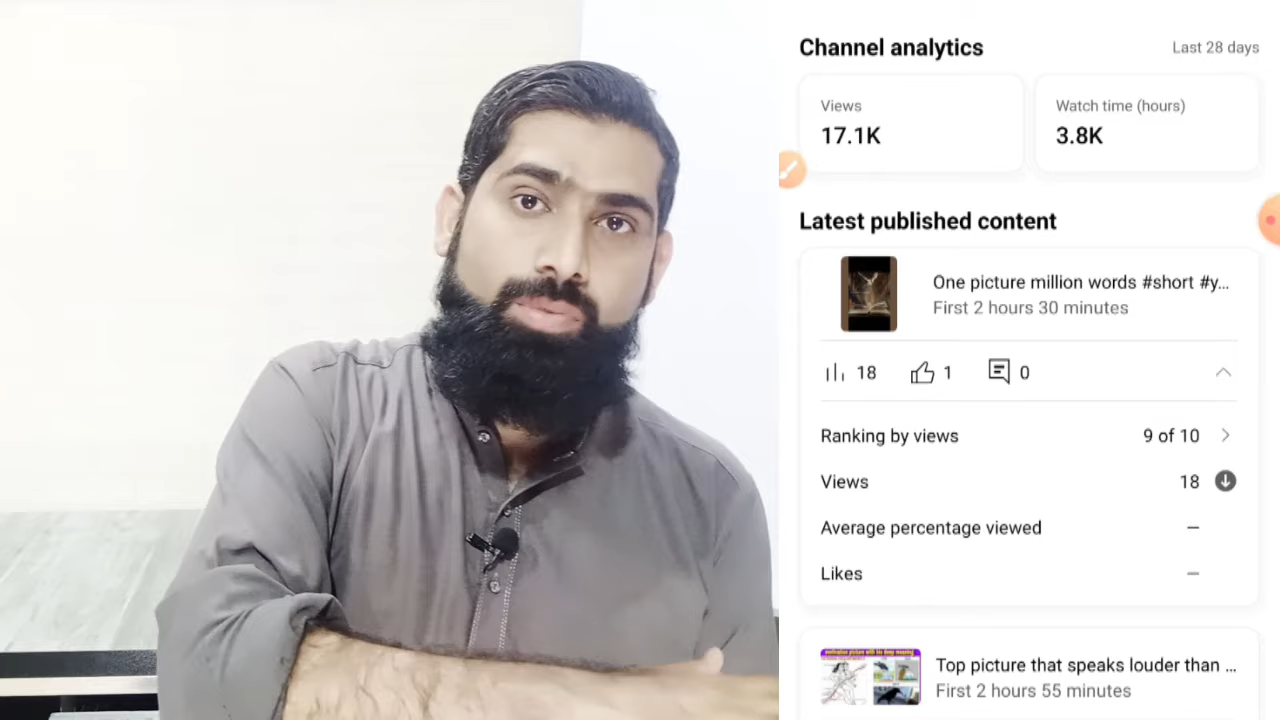 Channel analytics
Last 28 days
Views
Watch time (hours)
17.1K
3.8K
Latest published content
One picture million words #short #y...
First 2 hours 30 minutes
18
1
0
Ranking by views
9 of 10
Views
18
Average percentage viewed
–
Likes
–
Top picture that speaks louder than ...
First 2 hours 55 minutes